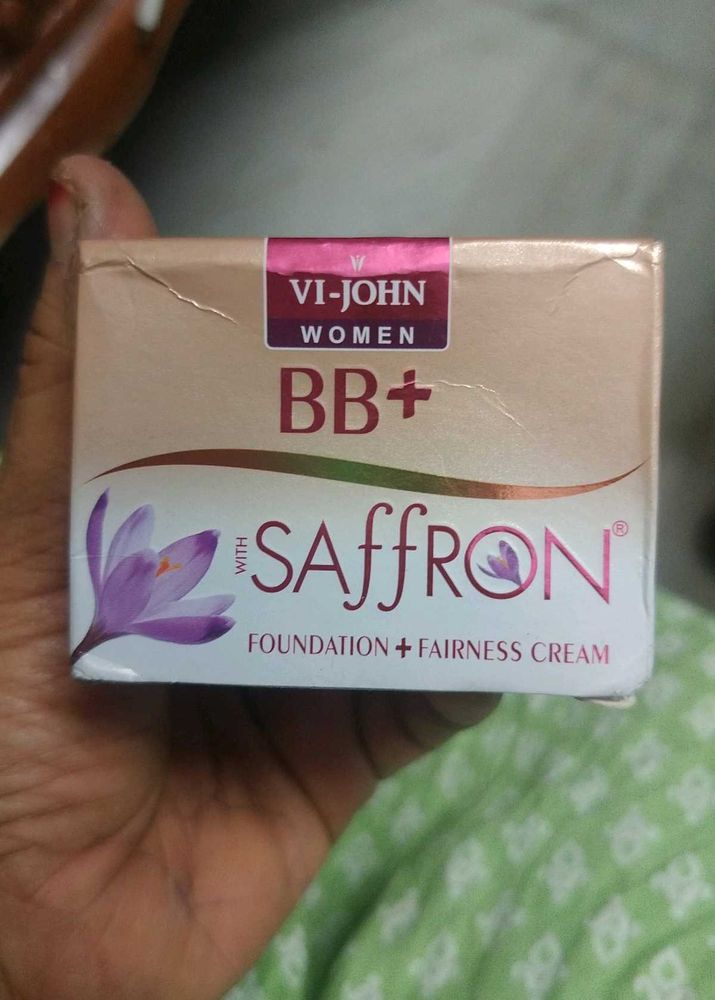 VI-JOHN
WOMEN
BB+
WITH SAffRON®
FOUNDATION + FAIRNESS CREAM